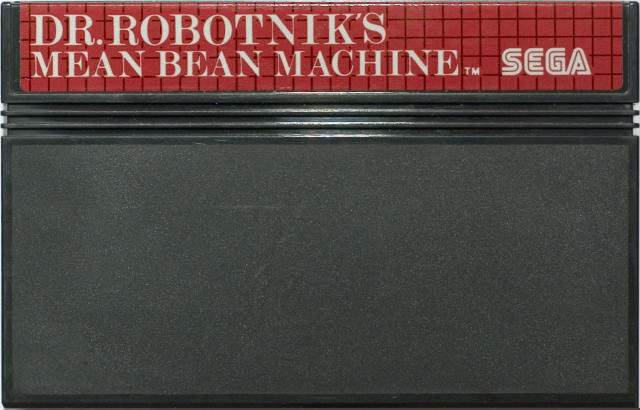 DR. ROBOTNIK'S
MEAN BEAN MACHINE™ SEGA